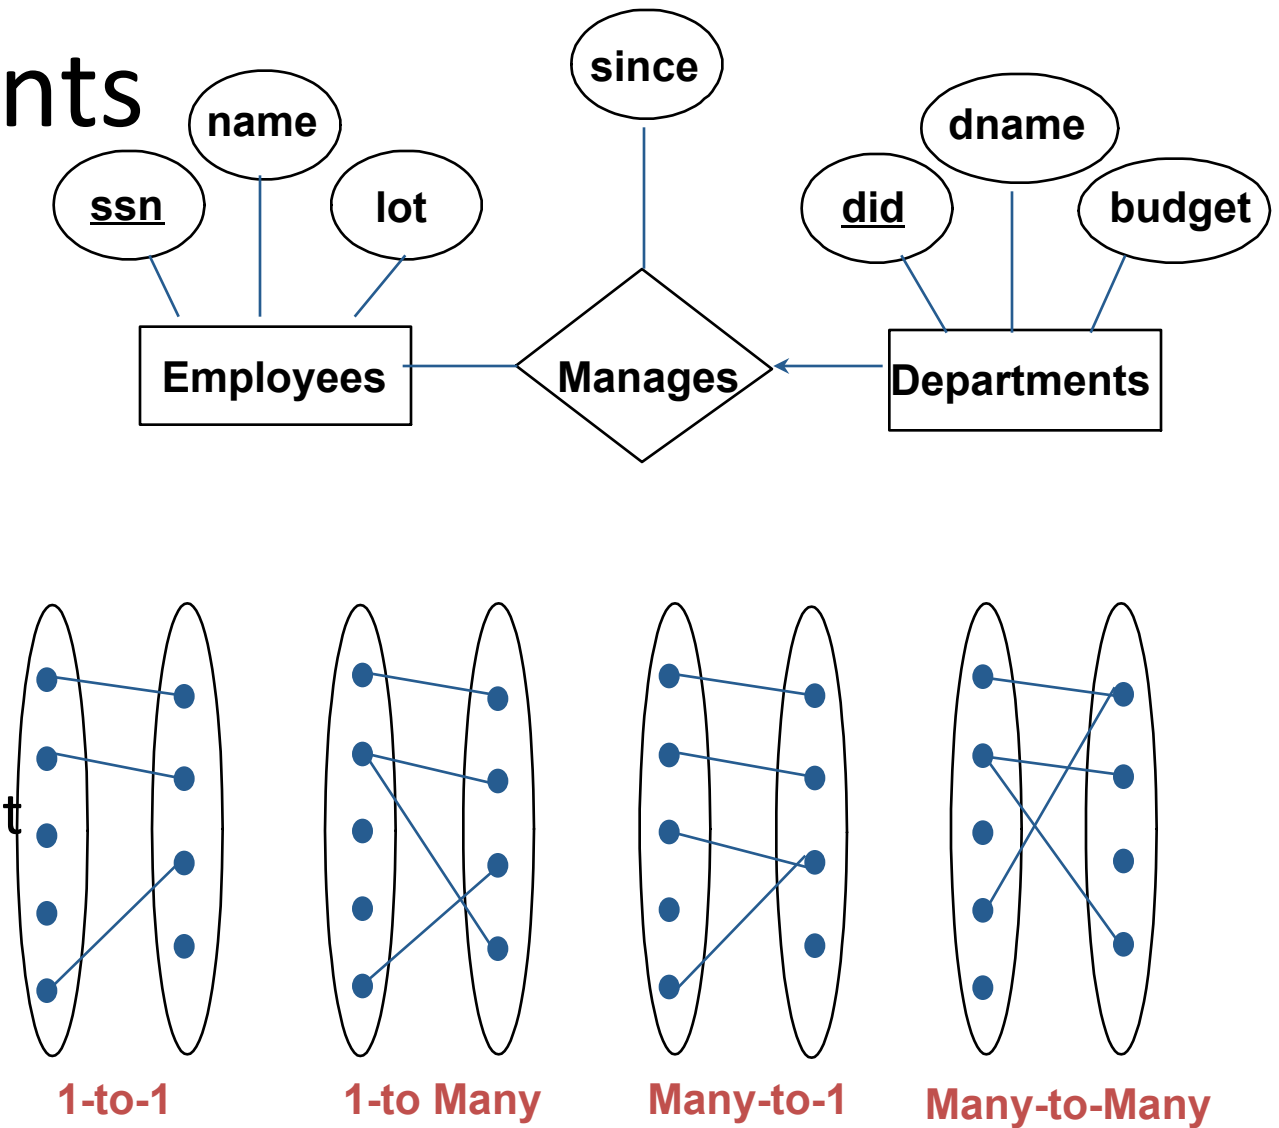 nts
since
name
dname
ssn
lot
did
budget
Employees
Manages
Departments
t
1-to-1
1-to Many
Many-to-1
Many-to-Many